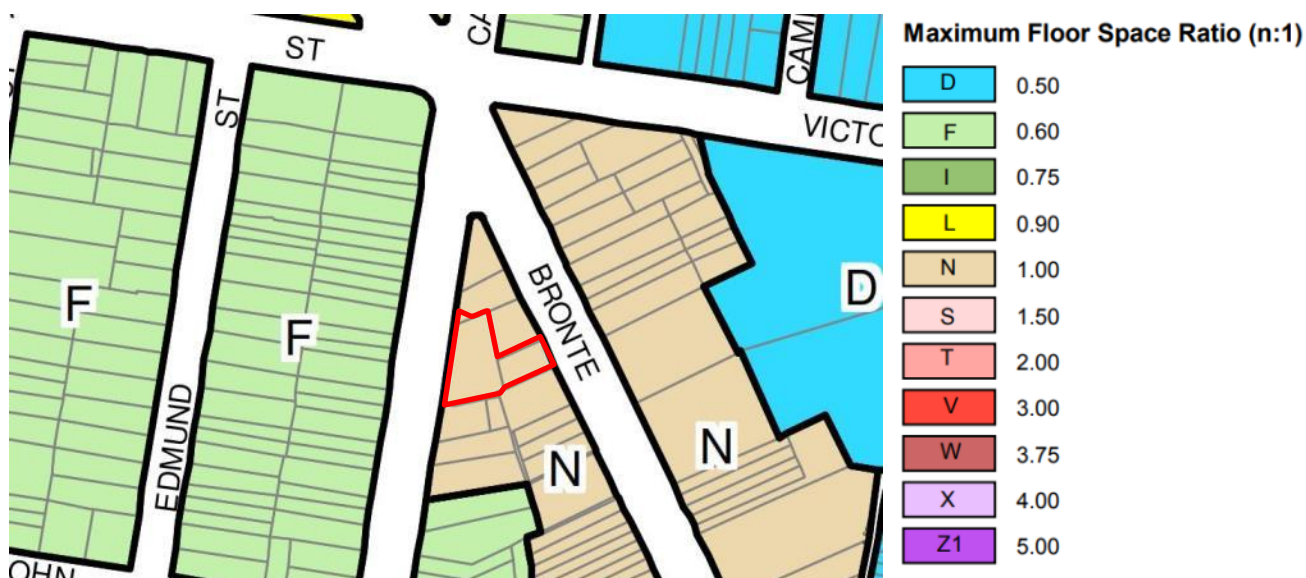 ST
CA
CAM
VICTO
ST
F
F
EDMUND
BRONTE
D
N
N
OHN
Maximum Floor Space Ratio (n:1)
D 0.50
F 0.60
I 0.75
L 0.90
N 1.00
S 1.50
T 2.00
V 3.00
W 3.75
X 4.00
Z1 5.00